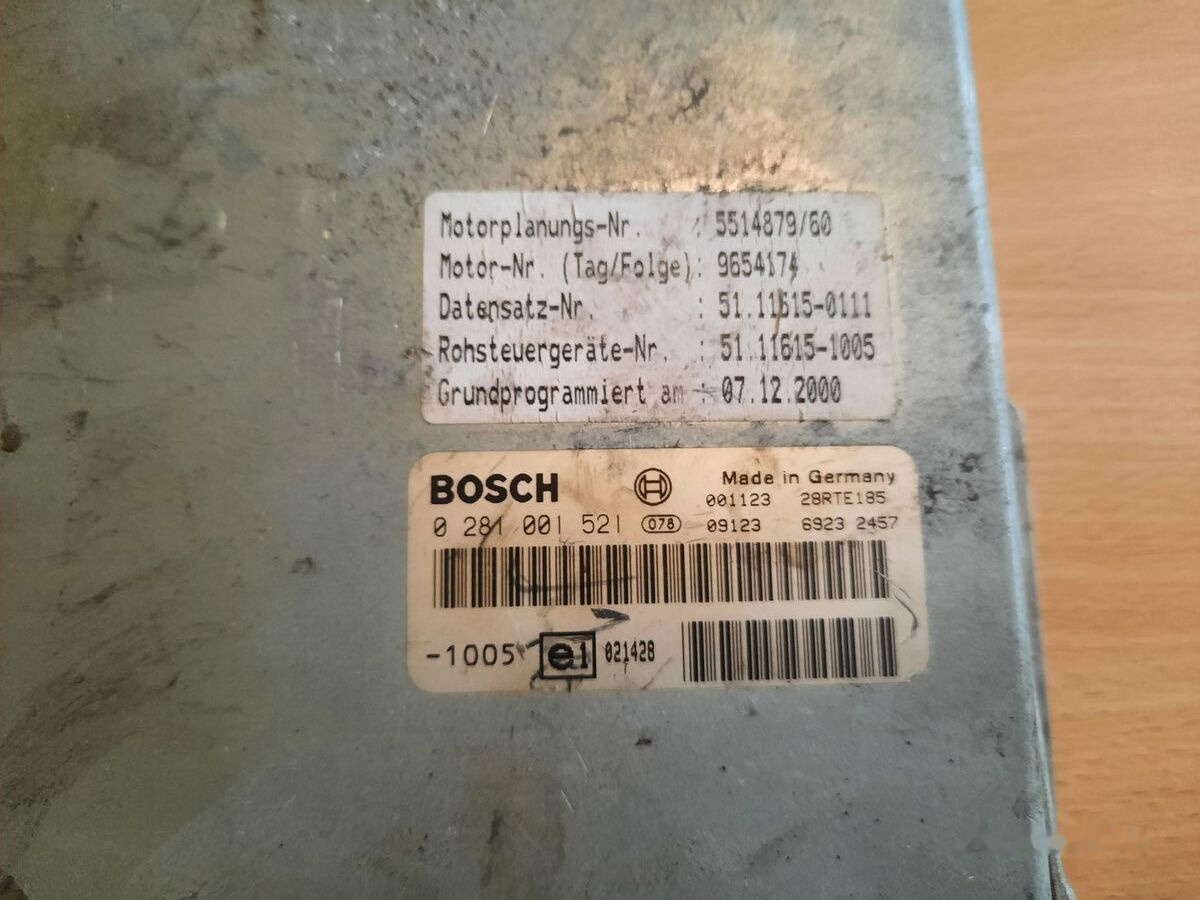 Motorplanungs-Nr. : 5514879/60
Motor-Nr. (Tag/Folge): 9654174
Datensatz-Nr. : 51.11615-0111
Rohsteuergeräte-Nr. : 51.11615-1005
Grundprogrammiert am : 07.12.2000
BOSCH Made in Germany
001123 28RTE185
0 281 001 521 078 09123 6923 2457
-1005 e1 021428